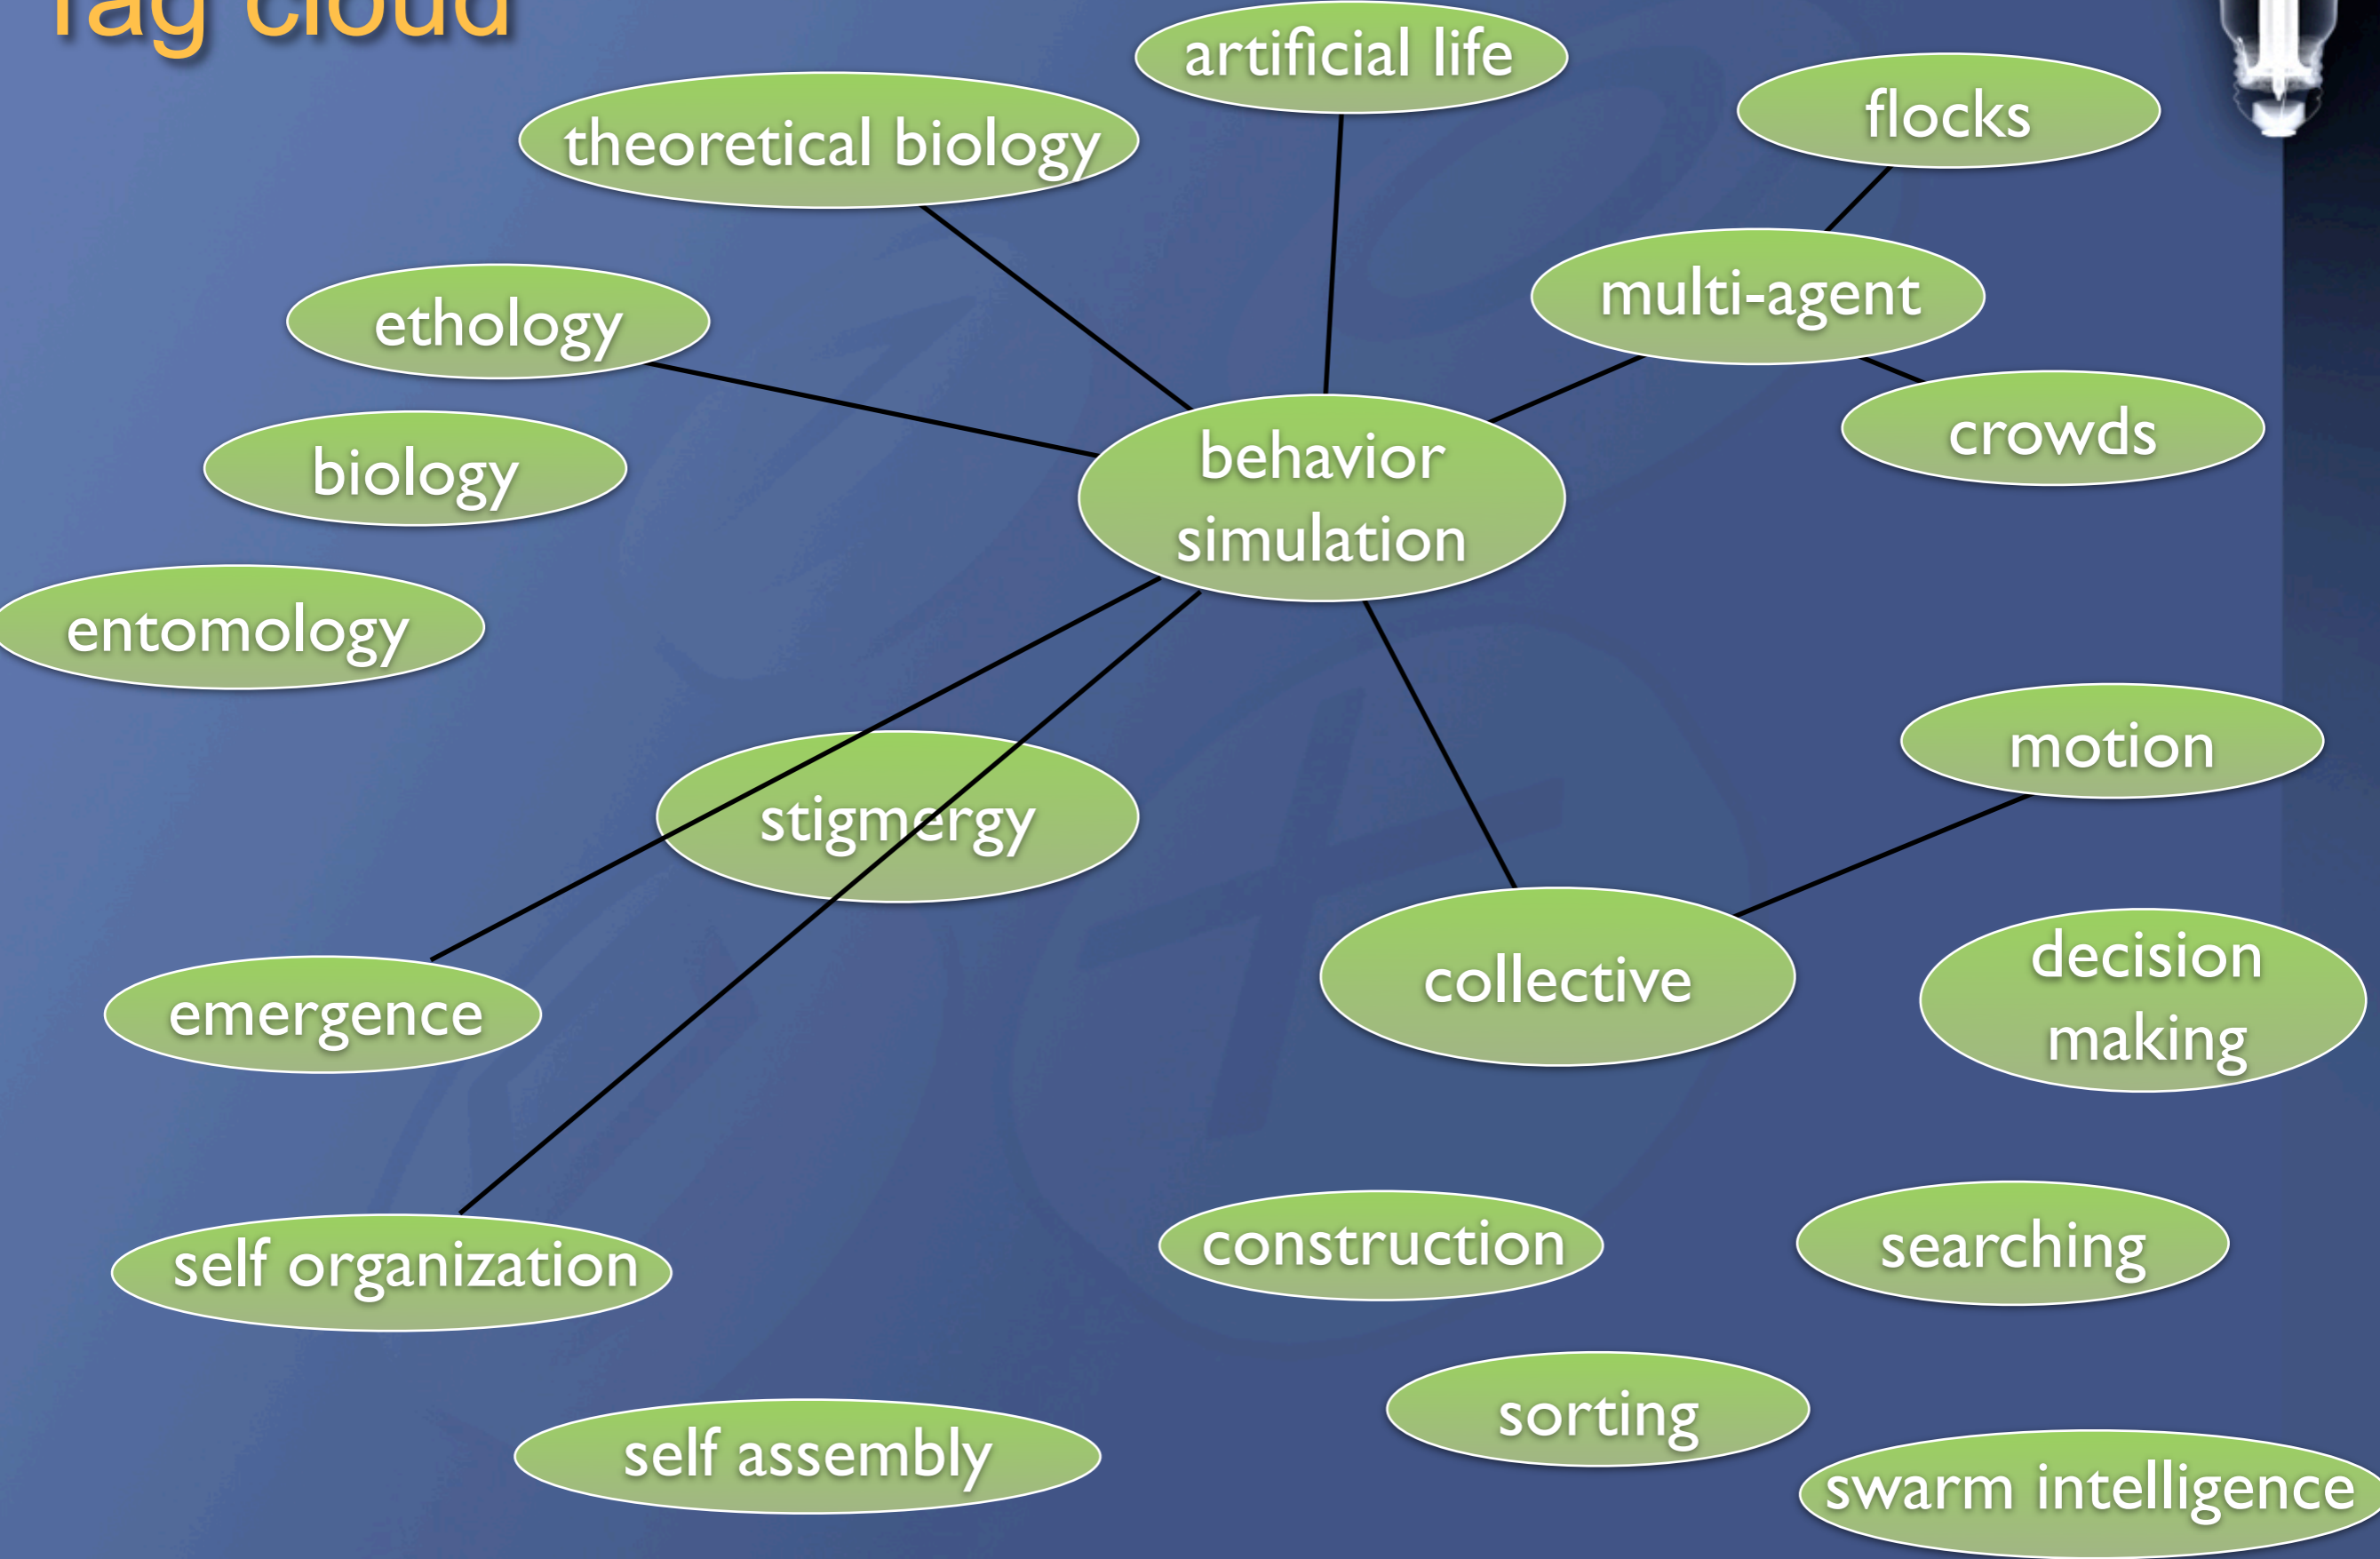 Tag cloud
artificial life
flocks
theoretical biology
multi-agent
ethology
crowds
behavior
simulation
biology
entomology
motion
stigmergy
collective
decision
making
emergence
construction
searching
self organization
sorting
self assembly
swarm intelligence